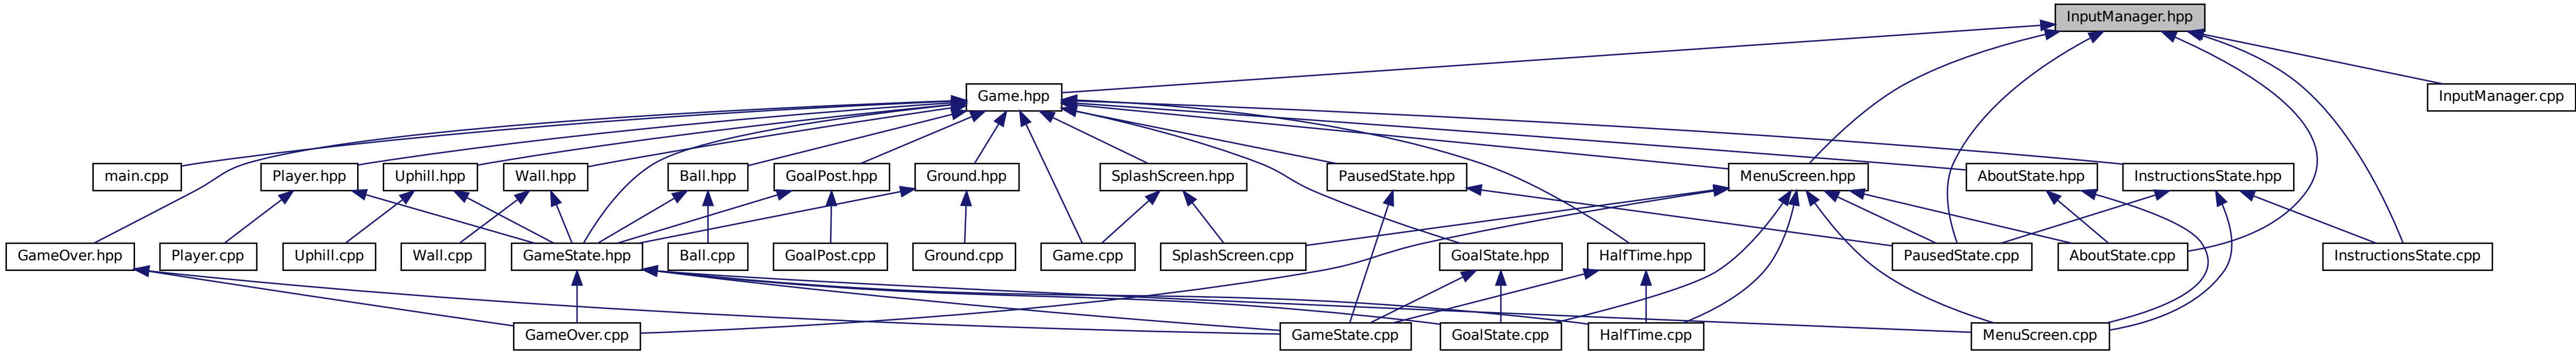 InputManager.hpp
Game.hpp
InputManager.cpp
main.cpp
Player.hpp
Uphill.hpp
Wall.hpp
Ball.hpp
GoalPost.hpp
Ground.hpp
SplashScreen.hpp
PausedState.hpp
MenuScreen.hpp
AboutState.hpp
InstructionsState.hpp
GameOver.hpp
Player.cpp
Uphill.cpp
Wall.cpp
GameState.hpp
Ball.cpp
GoalPost.cpp
Ground.cpp
Game.cpp
SplashScreen.cpp
GoalState.hpp
HalfTime.hpp
PausedState.cpp
AboutState.cpp
InstructionsState.cpp
GameOver.cpp
GameState.cpp
GoalState.cpp
HalfTime.cpp
MenuScreen.cpp